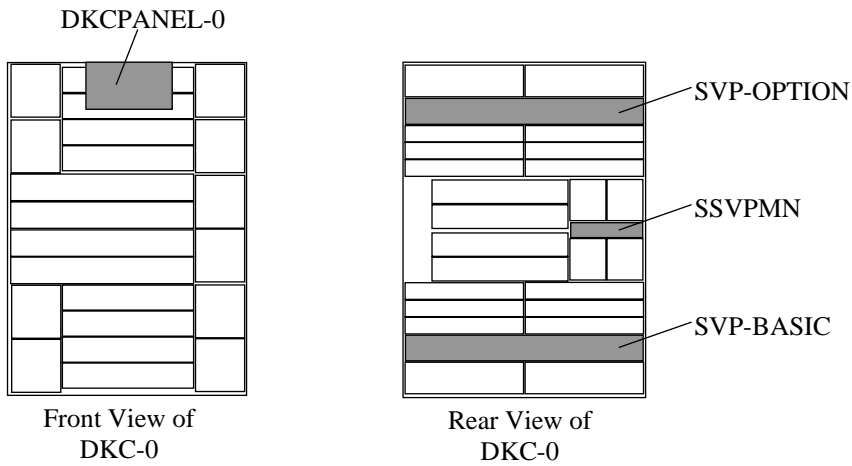 DKCPANEL-0
SVP-OPTION
SSVPMN
SVP-BASIC
Front View of
DKC-0
Rear View of
DKC-0